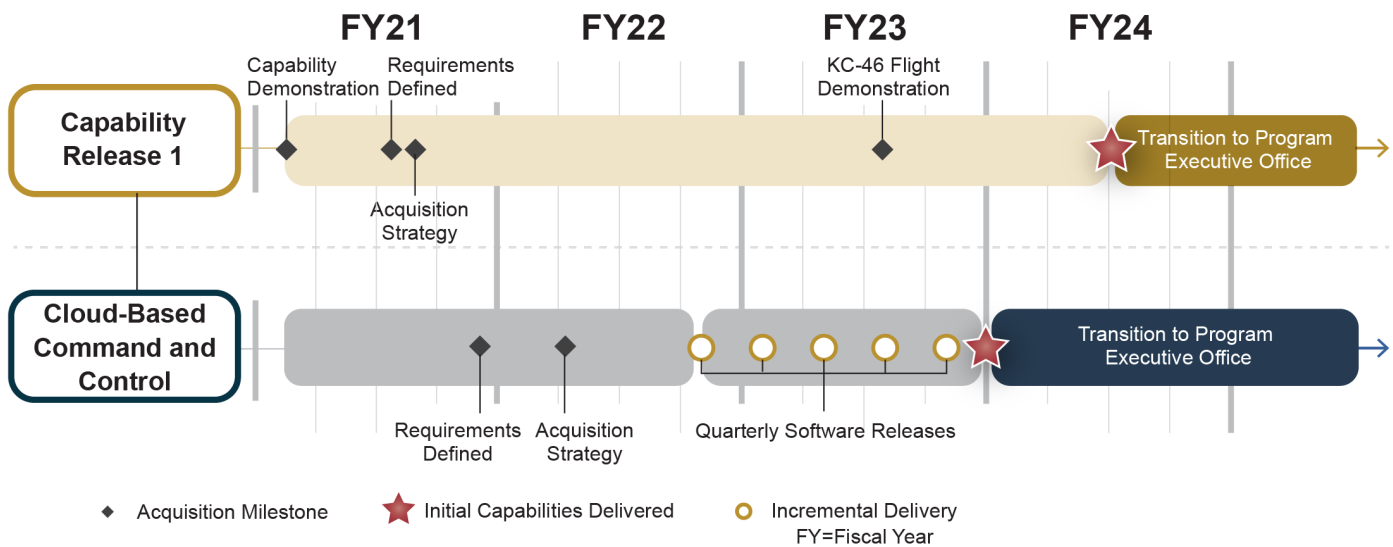 FY21 FY22 FY23 FY24
Capability
Demonstration
Requirements
Defined
KC-46 Flight
Demonstration
Capability
Release 1
Transition to Program
Executive Office
Acquisition
Strategy
Cloud-Based
Command and
Control
Transition to Program
Executive Office
Requirements
Defined
Acquisition
Strategy
Quarterly Software Releases
Acquisition Milestone
Initial Capabilities Delivered
Incremental Delivery
FY=Fiscal Year